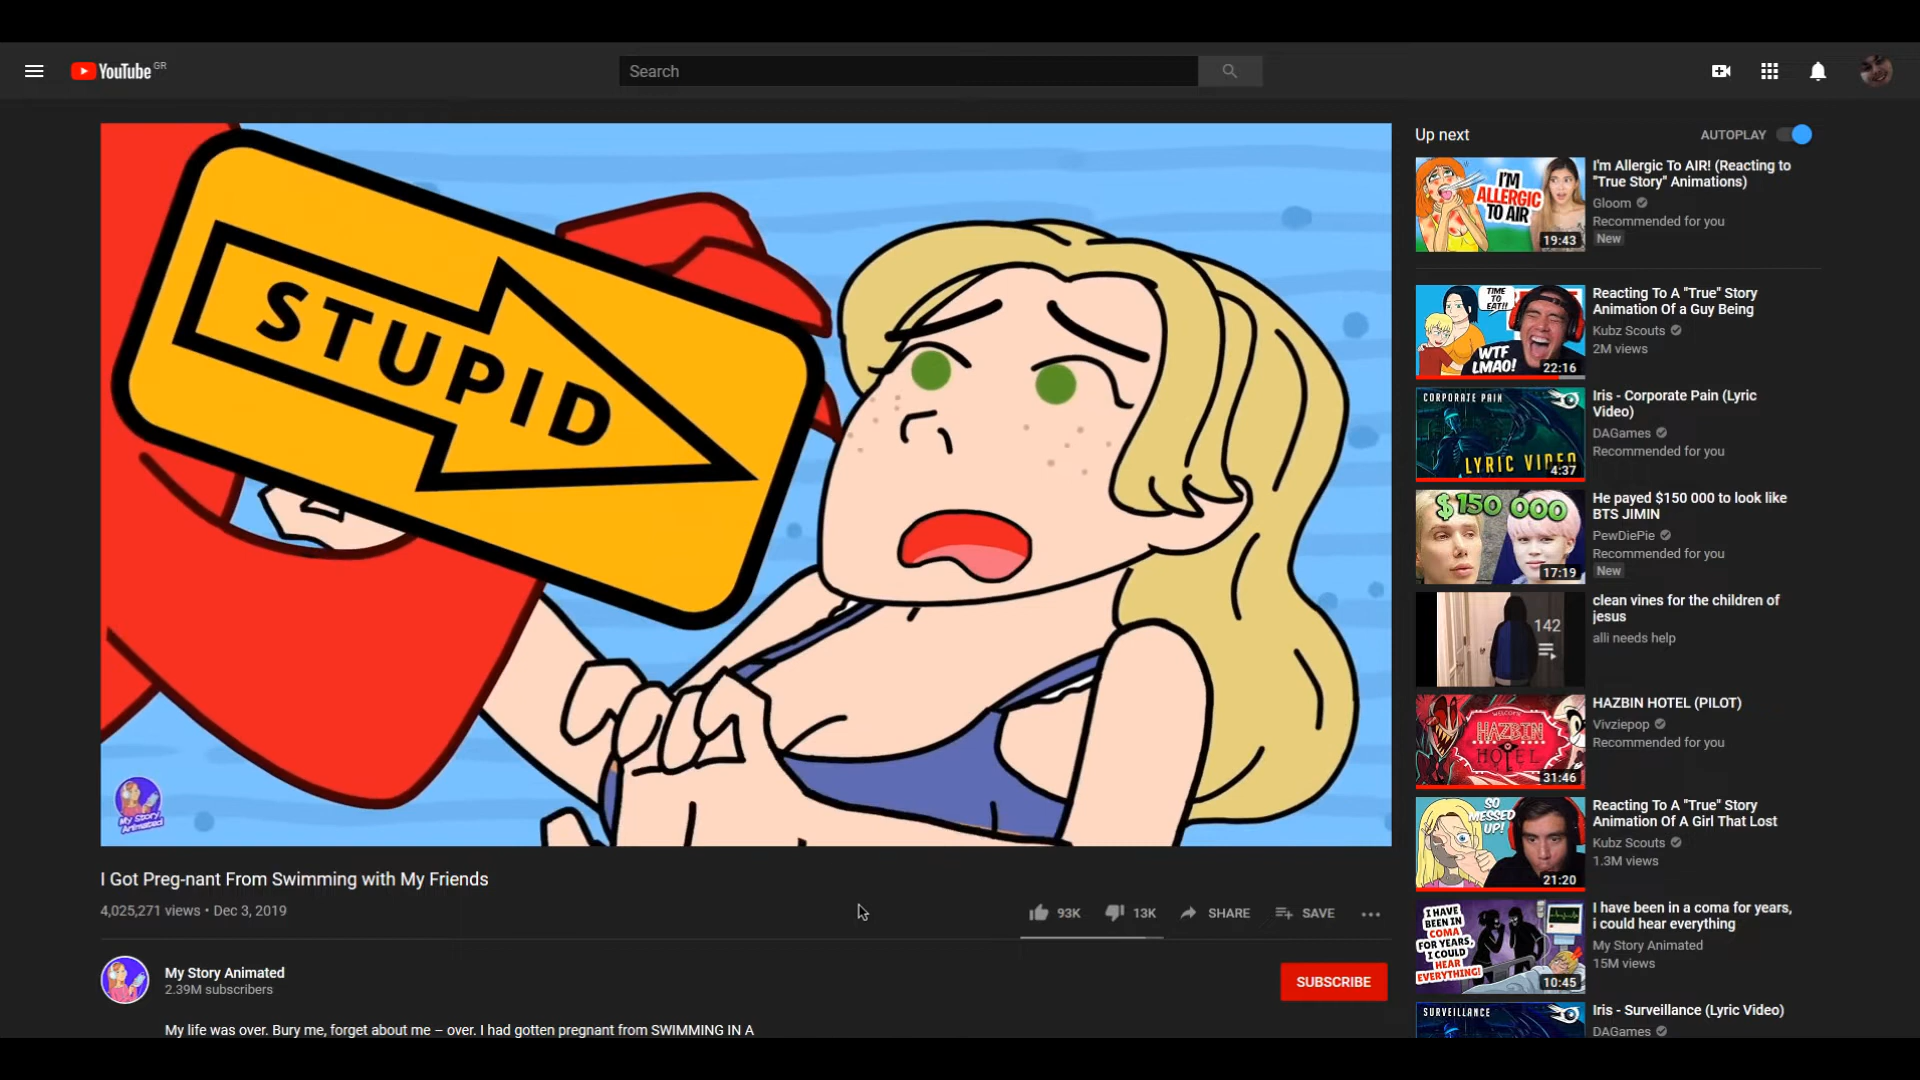 YouTube GR
Search
STUPID
My Story
Animated
I Got Preg-nant From Swimming with My Friends
4,025,271 views • Dec 3, 2019
93K
13K
SHARE
SAVE
My Story Animated
2.39M subscribers
SUBSCRIBE
My life was over. Bury me, forget about me – over. I had gotten pregnant from SWIMMING IN A
Up next
AUTOPLAY
I'M
ALLERGIC
TO AIR
19:43
I'm Allergic To AIR! (Reacting to
"True Story" Animations)
Gloom
Recommended for you
New
TIME
TO
EAT!!
WTF
LMAO!
22:16
Reacting To A "True" Story
Animation Of a Guy Being
Kubz Scouts
2M views
CORPORATE PAIN
LYRIC VIDEO
4:37
Iris - Corporate Pain (Lyric
Video)
DAGames
Recommended for you
$150 000
17:19
He payed $150 000 to look like
BTS JIMIN
PewDiePie
Recommended for you
New
142
clean vines for the children of
jesus
alli needs help
WELCOME
HAZBIN
HOTEL
31:46
HAZBIN HOTEL (PILOT)
Vivziepop
Recommended for you
SO
MESSED
UP!
21:20
Reacting To A "True" Story
Animation Of A Girl That Lost
Kubz Scouts
1.3M views
I HAVE
BEEN IN
COMA
FOR YEARS,
I COULD
HEAR
EVERYTHING!
10:45
I have been in a coma for years,
i could hear everything
My Story Animated
15M views
SURVEILLANCE
Iris - Surveillance (Lyric Video)
DAGames